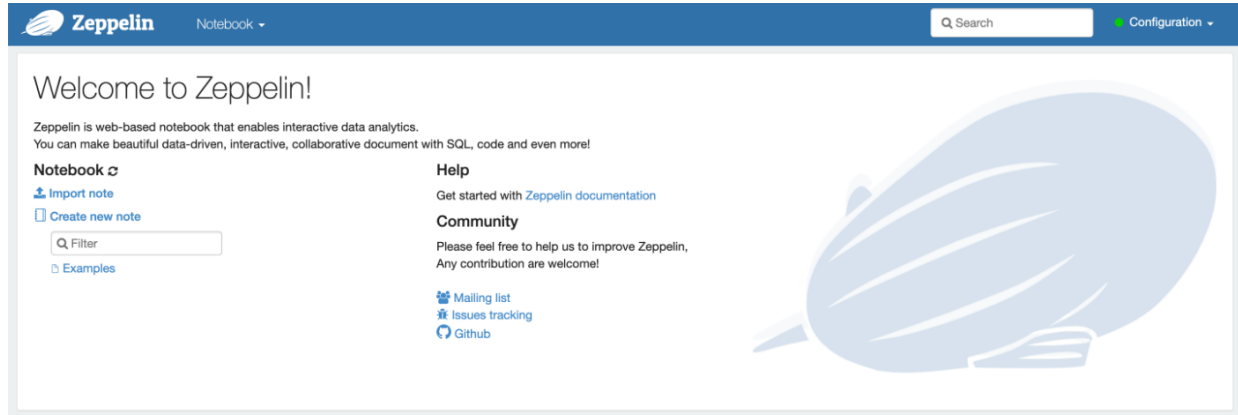 Zeppelin
Notebook
Search
Configuration
Welcome to Zeppelin!
Zeppelin is web-based notebook that enables interactive data analytics.
You can make beautiful data-driven, interactive, collaborative document with SQL, code and even more!
Notebook
Import note
Create new note
Filter
Examples
Help
Get started with Zeppelin documentation
Community
Please feel free to help us to improve Zeppelin,
Any contribution are welcome!
Mailing list
Issues tracking
Github